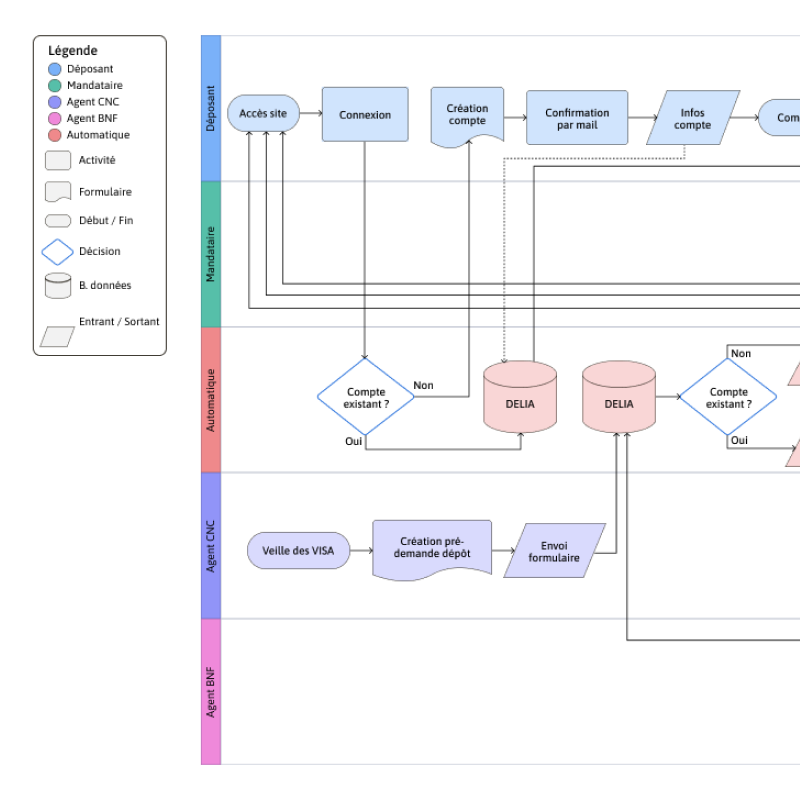 Légende
Déposant
Mandataire
Agent CNC
Agent BNF
Automatique
Activité
Formulaire
Début / Fin
Décision
B. données
Entrant / Sortant
Déposant
Accès site
Connexion
Création
compte
Confirmation
par mail
Infos
compte
Com
Mandataire
Automatique
Compte
existant ?
Non
Oui
DELIA
DELIA
Compte
existant ?
Non
Oui
Agent CNC
Veille des VISA
Création pré-
demande dépôt
Envoi
formulaire
Agent BNF